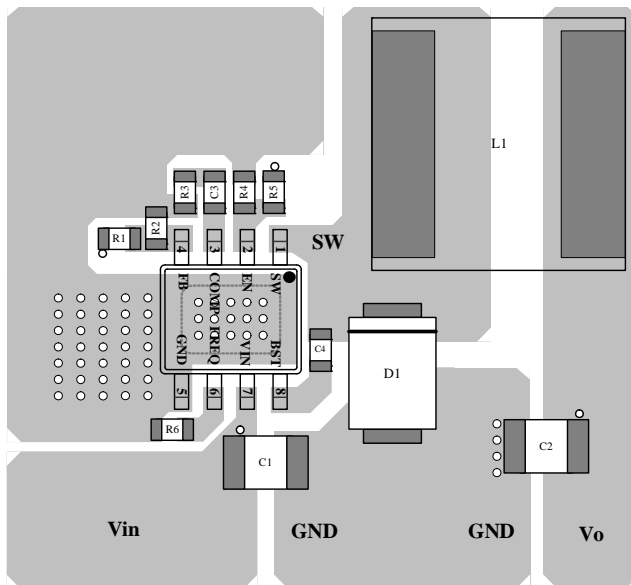 L1
R3
C3
R4
R5
R2
R1
SW
4
3
2
1
FB
COMP
EN
SW
GND
FREQ
VIN
BST
C4
D1
5
6
7
8
R6
C1
C2
Vin
GND
GND
Vo